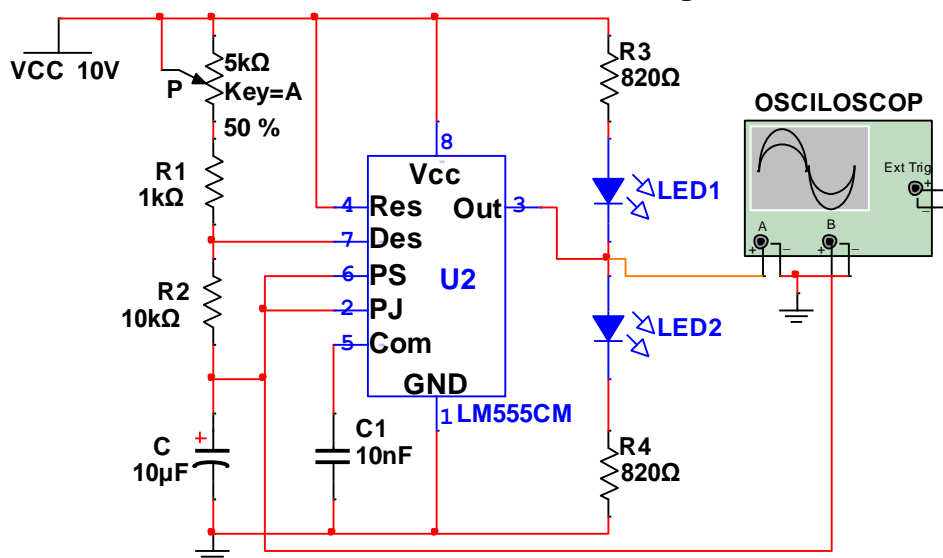 VCC 10V
P
5kΩ
Key=A
50 %
R1
1kΩ
R2
10kΩ
C
+
10µF
C1
10nF
8
Vcc
4 Res
Out 3
7 Des
6 PS
U2
2 PJ
5 Com
GND
1 LM555CM
R3
820Ω
LED1
LED2
R4
820Ω
OSCILOSCOP
Ext Trig
+
–
A
B
+ –
+ –